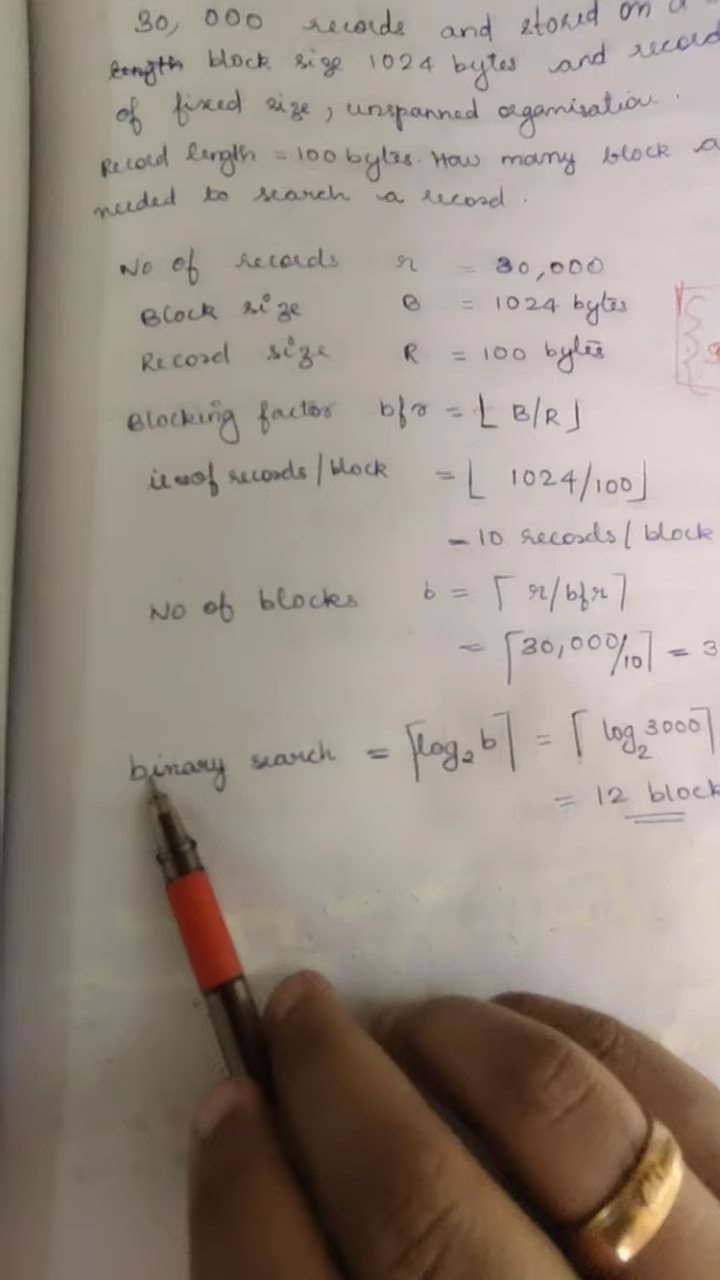 30,000 records and stored on a
length block size 1024 bytes and record
of fixed size, unspanned organisation.
Record length = 100 bytes. How many block a
needed to search a record.
No of records r = 30,000
Block size B = 1024 bytes
Record size R = 100 bytes
Blocking factor bfr = ⌊ B/R ⌋
of records/block = ⌊ 1024/100 ⌋
= 10 records/block
No of blocks b = ⌈ r/bfr ⌉
= ⌈ 30,000/10 ⌉ = 3
binary search = ⌈log₂ b⌉ = ⌈ log₂ 3000 ⌉
= 12 block